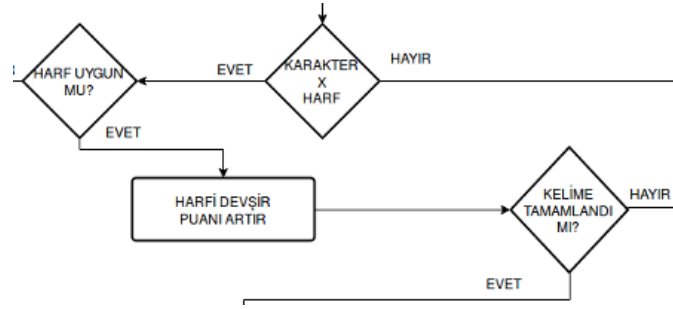 HARF UYGUN
MU?
EVET
KARAKTER
X
HARF
HAYIR
EVET
HARFİ DEVŞİR
PUANI ARTIR
KELİME
TAMAMLANDI
MI?
HAYIR
EVET